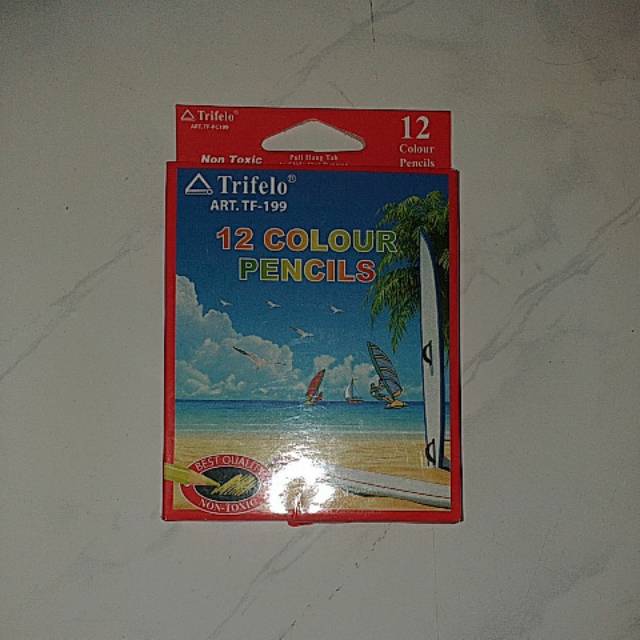 Trifelo®
ART. TF-PC199
12
Colour
Pencils
Non Toxic
Pull Hang Tab
Trifelo®
ART. TF-199
12 COLOUR
PENCILS
BEST QUALITY
NON-TOXIC